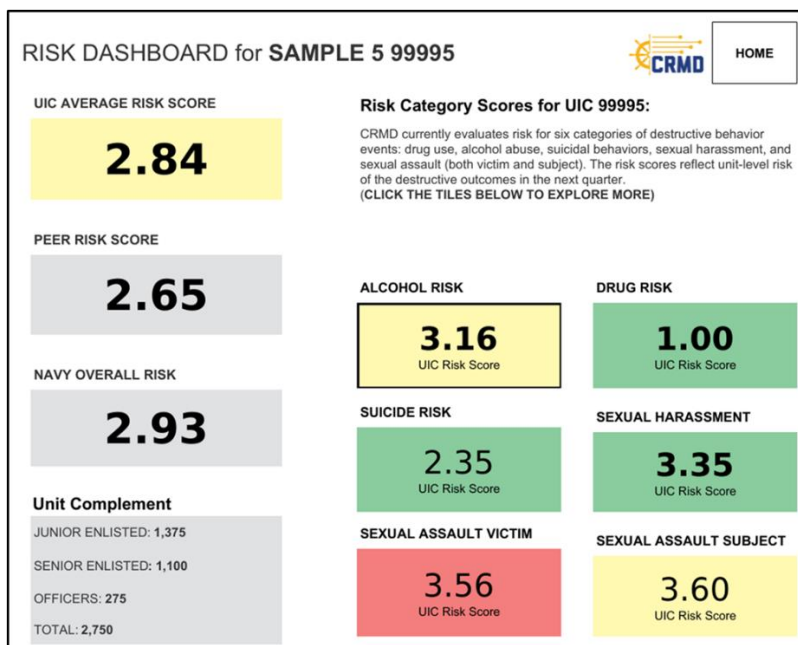 RISK DASHBOARD for SAMPLE 5 99995
CRMD
HOME
UIC AVERAGE RISK SCORE
2.84
PEER RISK SCORE
2.65
NAVY OVERALL RISK
2.93
Unit Complement
JUNIOR ENLISTED: 1,375
SENIOR ENLISTED: 1,100
OFFICERS: 275
TOTAL: 2,750
Risk Category Scores for UIC 99995:
CRMD currently evaluates risk for six categories of destructive behavior
events: drug use, alcohol abuse, suicidal behaviors, sexual harassment, and
sexual assault (both victim and subject). The risk scores reflect unit-level risk
of the destructive outcomes in the next quarter.
(CLICK THE TILES BELOW TO EXPLORE MORE)
ALCOHOL RISK
3.16
UIC Risk Score
DRUG RISK
1.00
UIC Risk Score
SUICIDE RISK
2.35
UIC Risk Score
SEXUAL HARASSMENT
3.35
UIC Risk Score
SEXUAL ASSAULT VICTIM
3.56
UIC Risk Score
SEXUAL ASSAULT SUBJECT
3.60
UIC Risk Score